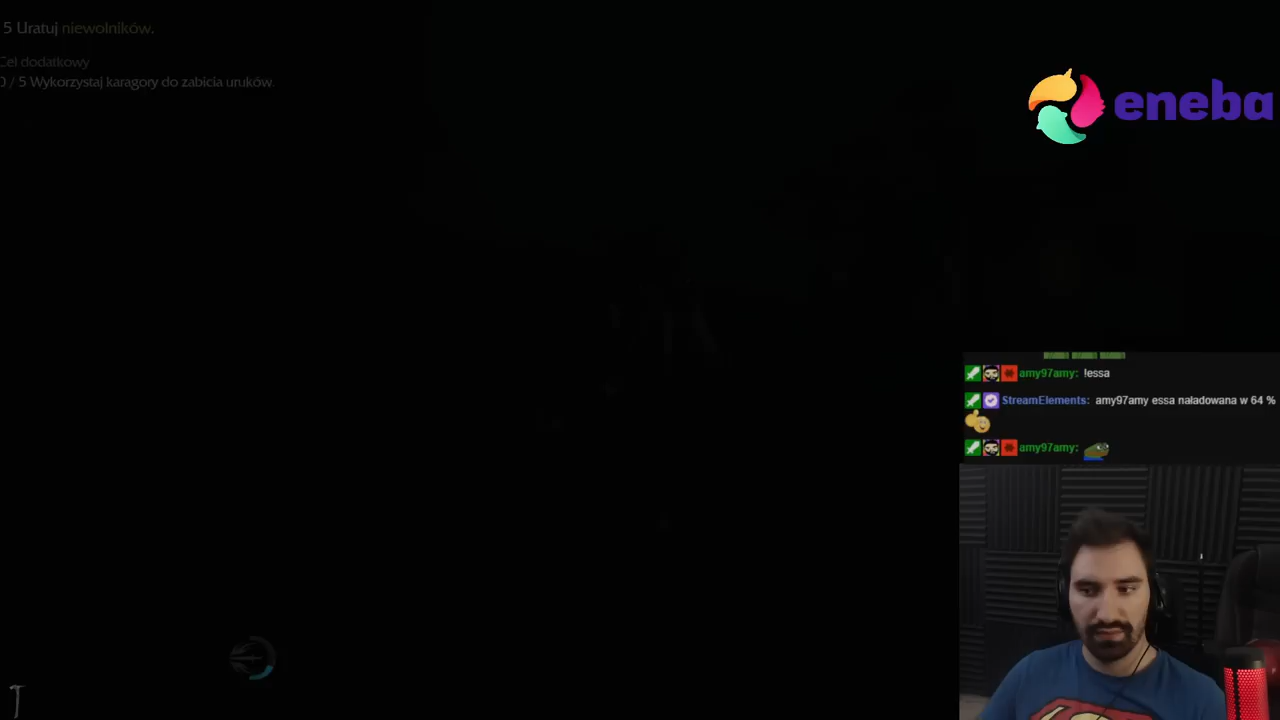 5 Uratuj niewolników.
Cel dodatkowy
0 / 5 Wykorzystaj karagory do zabicia uruków.
eneba
amy97amy: !essa
StreamElements: amy97amy essa naładowana w 64 %
amy97amy: